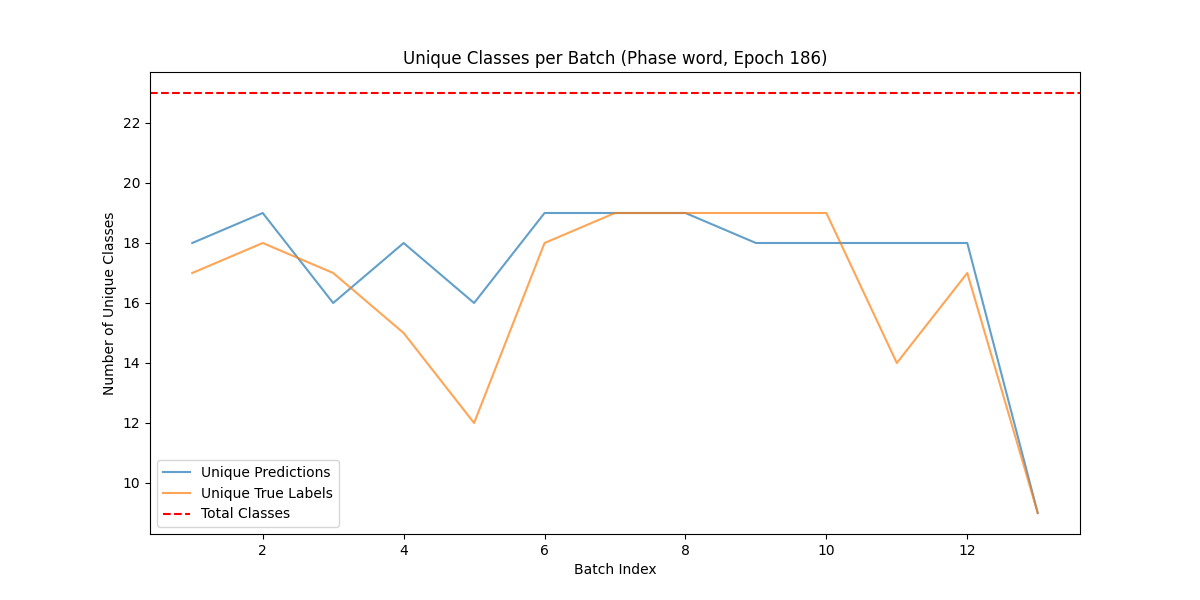 Unique Classes per Batch (Phase word, Epoch 186)
Number of Unique Classes
22
20
18
16
14
12
10
Unique Predictions
Unique True Labels
Total Classes
2
4
6
8
10
12
Batch Index